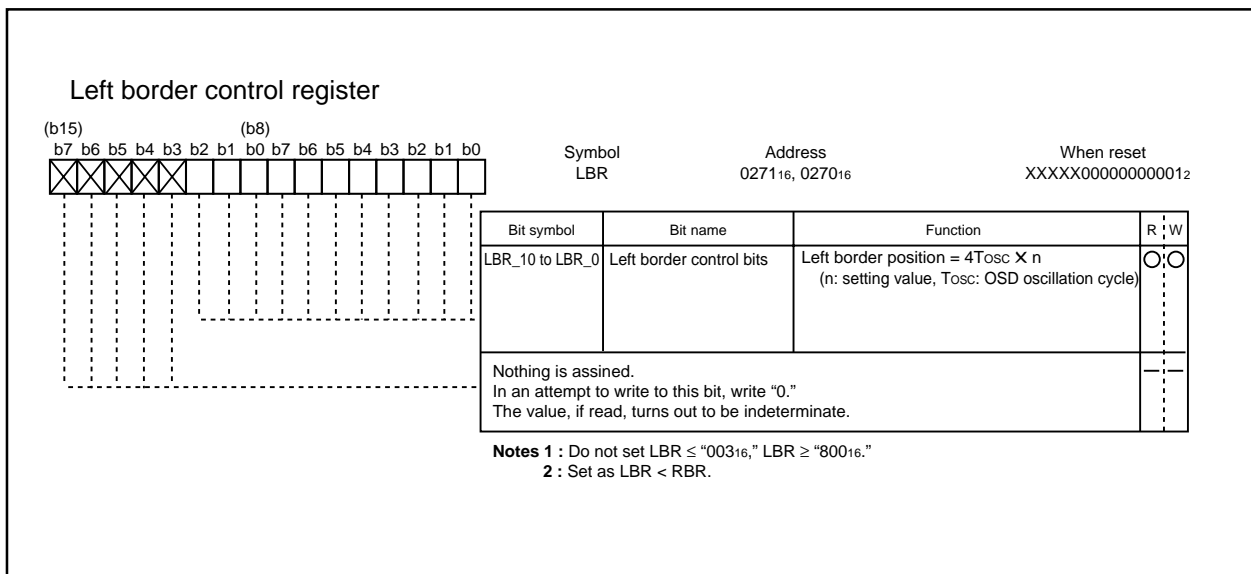 Left border control register
(b15) (b8)
b7 b6 b5 b4 b3 b2 b1 b0 b7 b6 b5 b4 b3 b2 b1 b0
Symbol Address When reset
LBR 0271₁₆, 0270₁₆ XXXXX00000000001₂
Bit symbol Bit name Function R W
LBR_10 to LBR_0 Left border control bits Left border position = 4Tosc X n
(n: setting value, Tosc: OSD oscillation cycle)
Nothing is assined.
In an attempt to write to this bit, write “0.”
The value, if read, turns out to be indeterminate.
Notes 1 : Do not set LBR ≤ “003₁₆,” LBR ≥ “800₁₆.”
2 : Set as LBR < RBR.